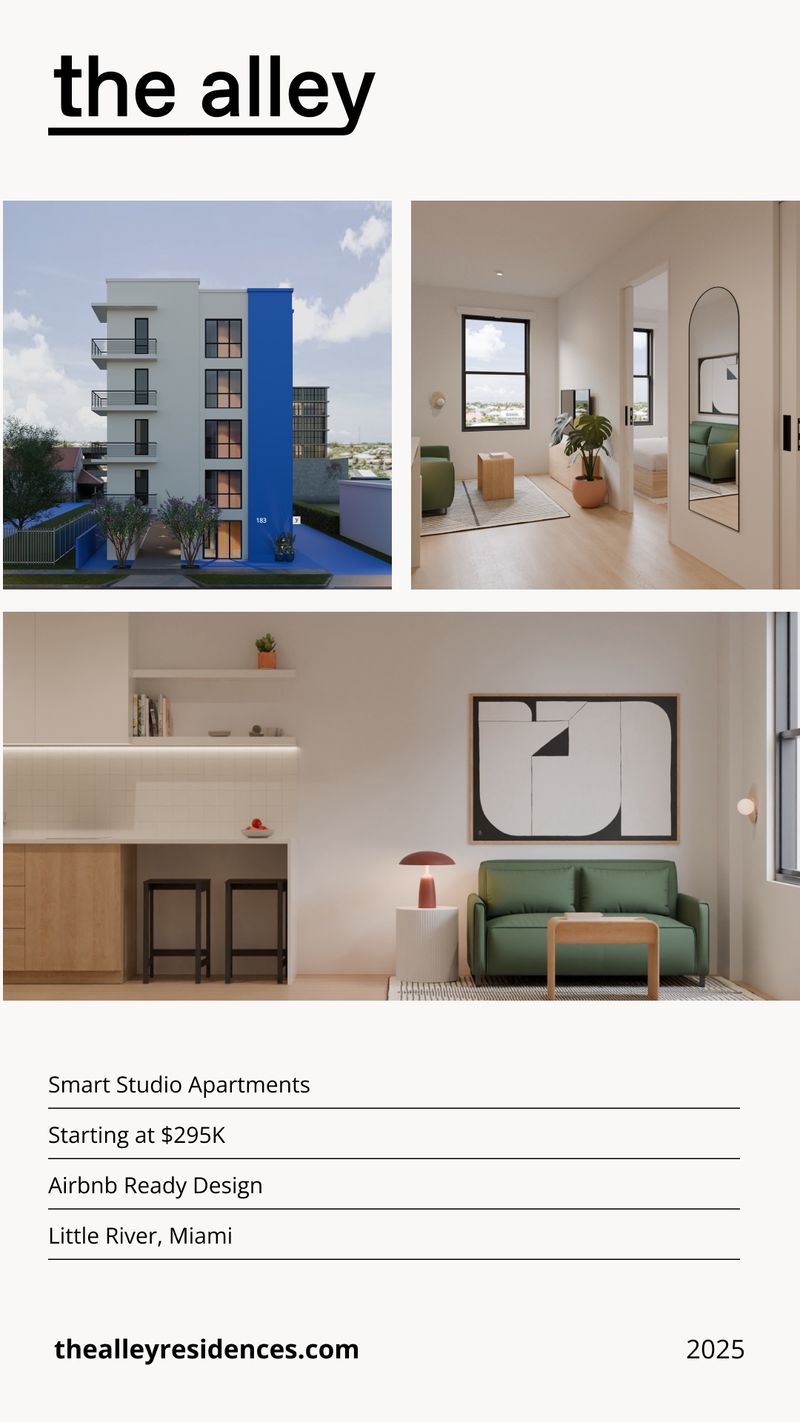 the alley
183
Smart Studio Apartments
Starting at $295K
Airbnb Ready Design
Little River, Miami
thealleyresidences.com
2025